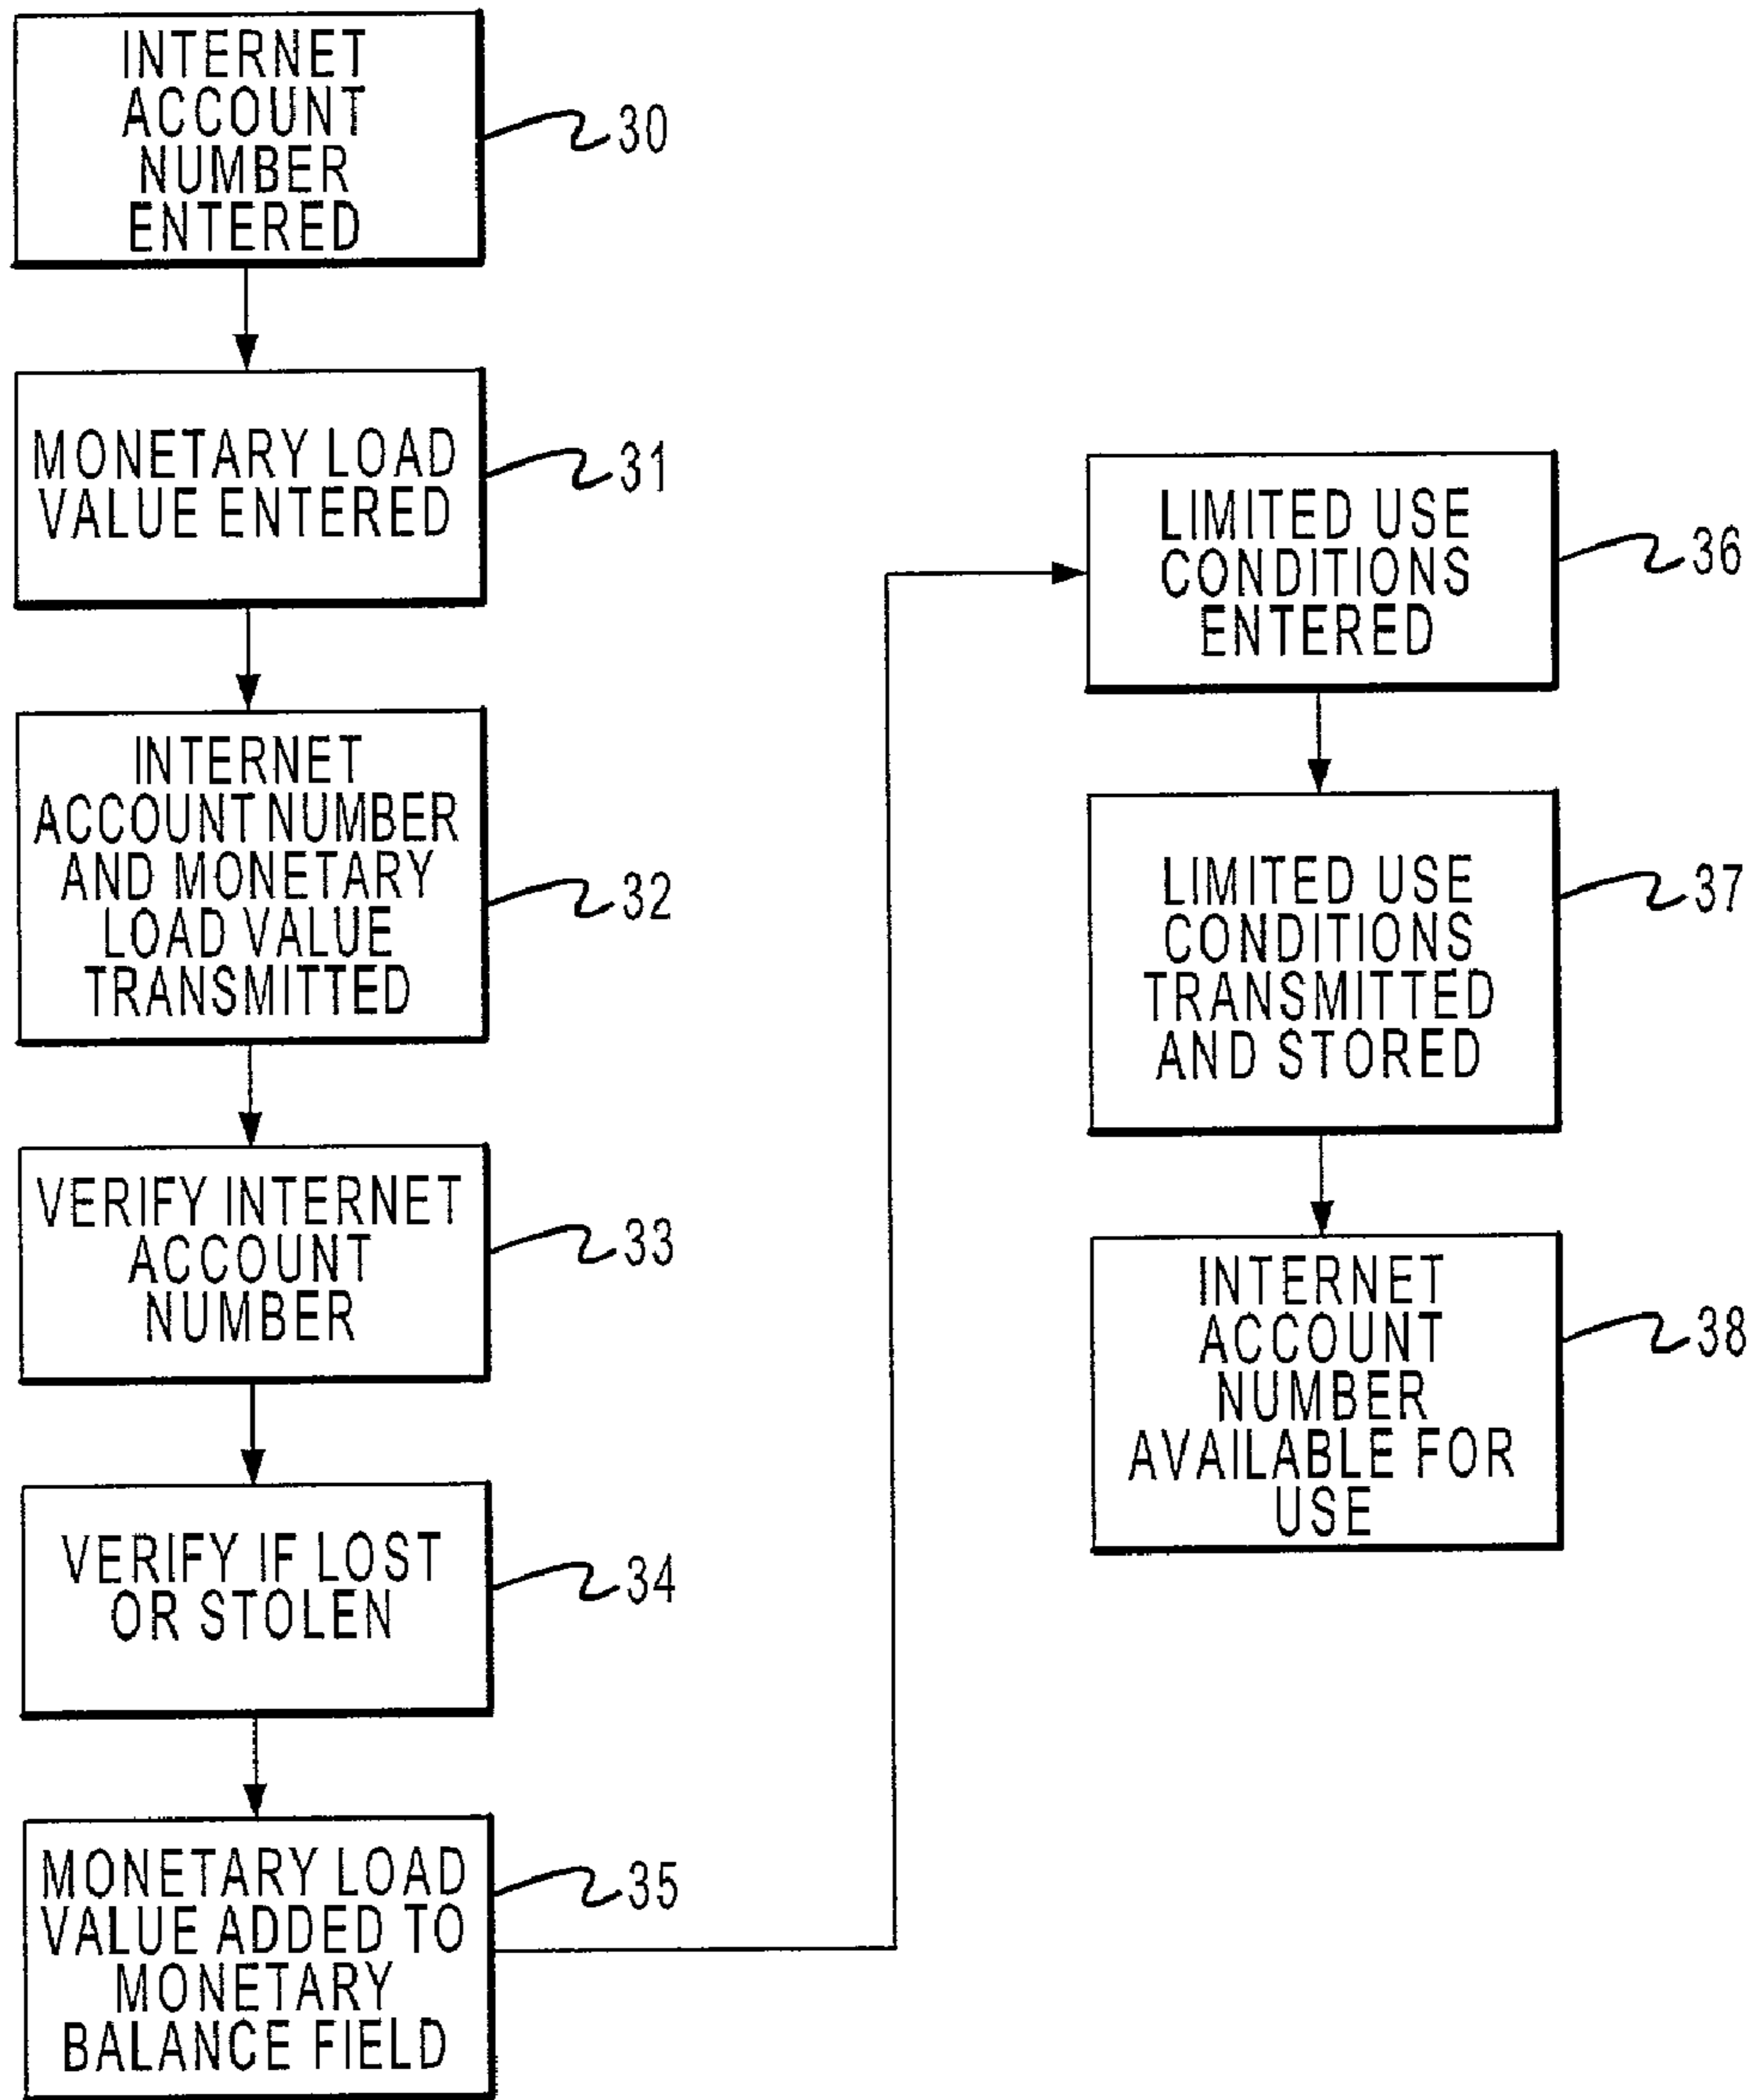 INTERNET
ACCOUNT
NUMBER
ENTERED
30
MONETARY LOAD
VALUE ENTERED
31
INTERNET
ACCOUNT NUMBER
AND MONETARY
LOAD VALUE
TRANSMITTED
32
VERIFY INTERNET
ACCOUNT
NUMBER
33
VERIFY IF LOST
OR STOLEN
34
MONETARY LOAD
VALUE ADDED TO
MONETARY
BALANCE FIELD
35
LIMITED USE
CONDITIONS
ENTERED
36
LIMITED USE
CONDITIONS
TRANSMITTED
AND STORED
37
INTERNET
ACCOUNT
NUMBER
AVAILABLE FOR
USE
38